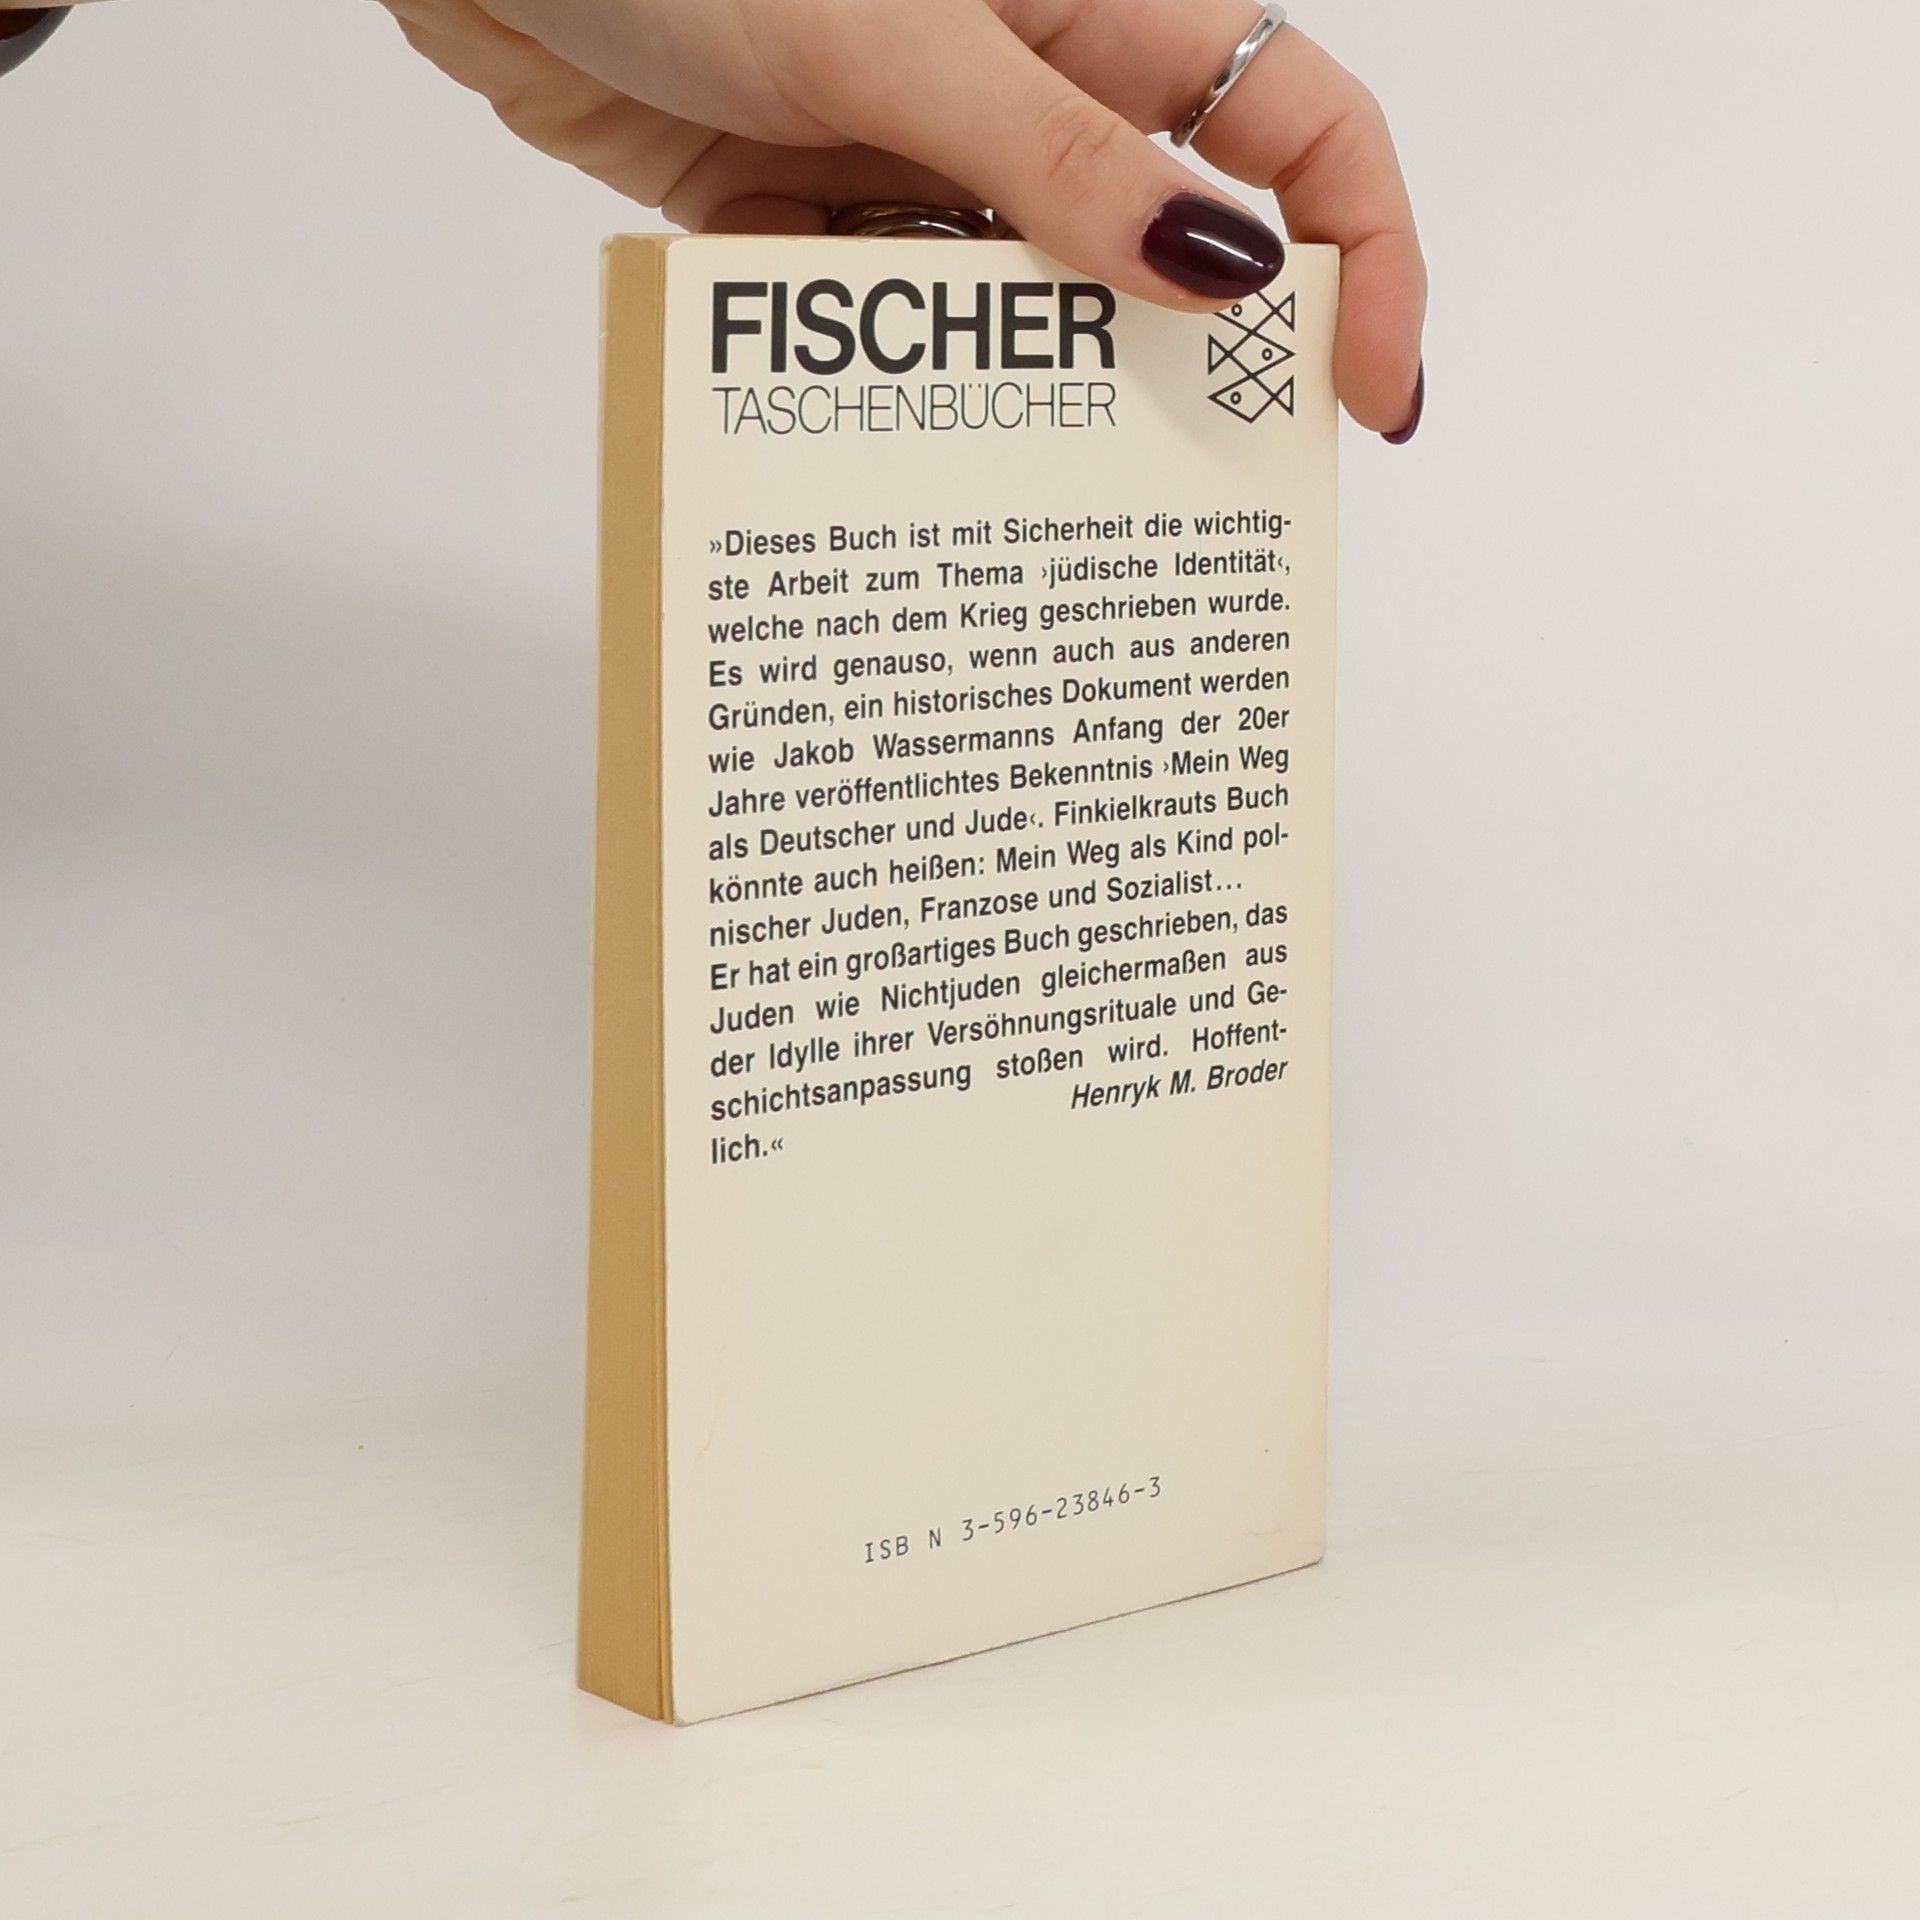 FISCHER
TASCHENBÜCHER
»Dieses Buch ist mit Sicherheit die wichtig-
ste Arbeit zum Thema ›jüdische Identität‹,
welche nach dem Krieg geschrieben wurde.
Es wird genauso, wenn auch aus anderen
Gründen, ein historisches Dokument werden
wie Jakob Wassermanns Anfang der 20er
Jahre veröffentlichtes Bekenntnis ›Mein Weg
als Deutscher und Jude‹. Finkielkrauts Buch
könnte auch heißen: Mein Weg als Kind pol-
nischer Juden, Franzose und Sozialist...
Er hat ein großartiges Buch geschrieben, das
Juden wie Nichtjuden gleichermaßen aus
der Idylle ihrer Versöhnungsrituale und Ge-
schichtsanpassung stoßen wird. Hoffent-
lich.«
Henryk M. Broder
ISB N 3-596-23846-3